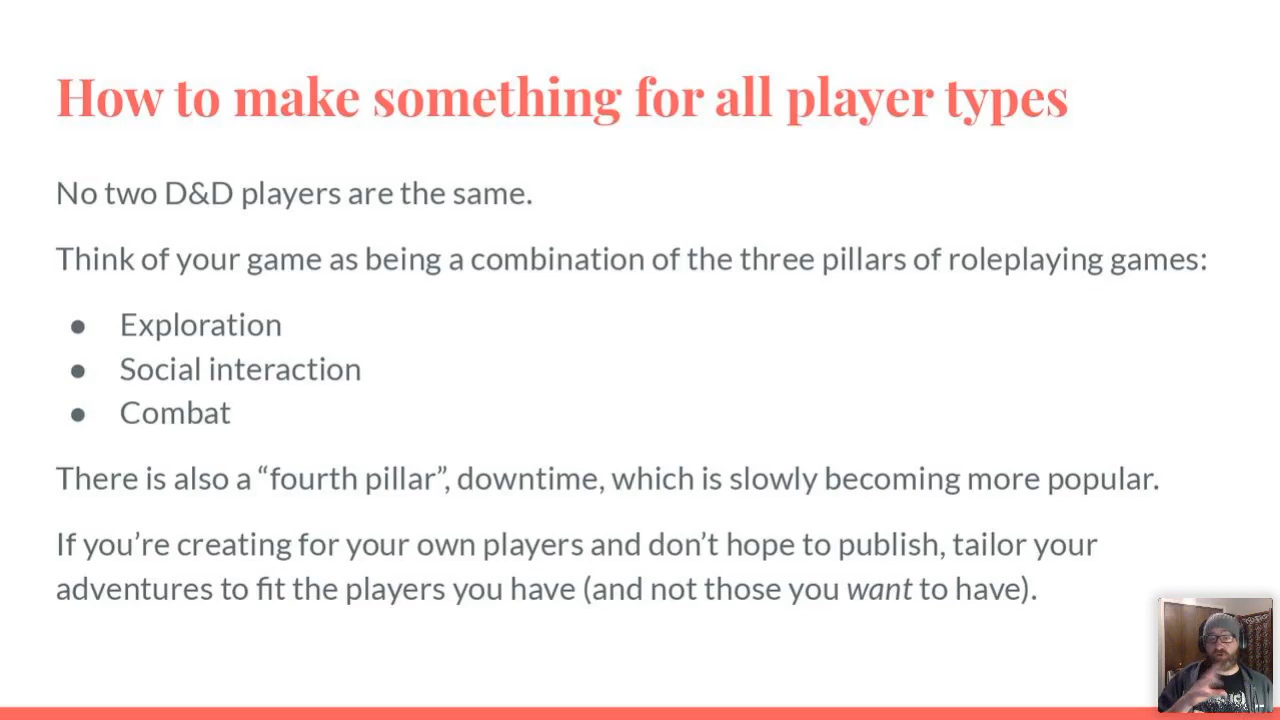 How to make something for all player types
No two D&D players are the same.
Think of your game as being a combination of the three pillars of roleplaying games:
● Exploration
● Social interaction
● Combat
There is also a “fourth pillar”, downtime, which is slowly becoming more popular.
If you’re creating for your own players and don’t hope to publish, tailor your
adventures to fit the players you have (and not those you want to have).